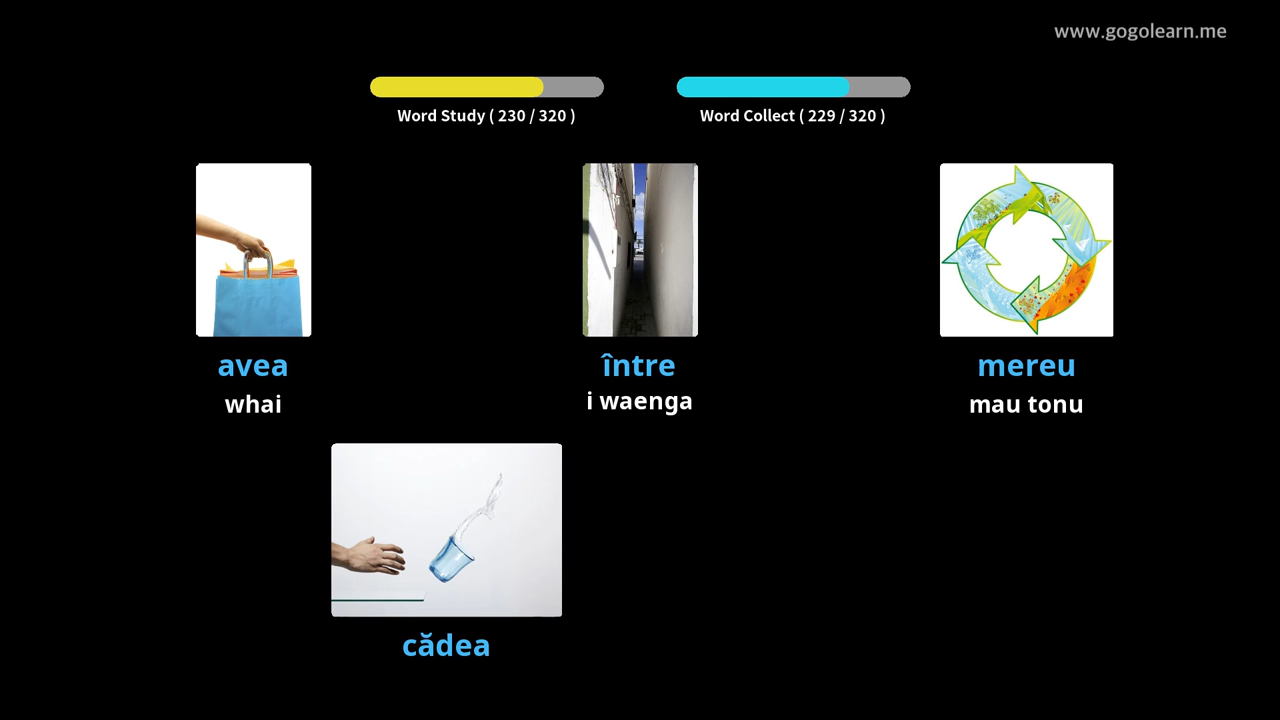 www.gogolearn.me
Word Study ( 230 / 320 )
Word Collect ( 229 / 320 )
avea
între
mereu
whai
i waenga
mau tonu
cădea